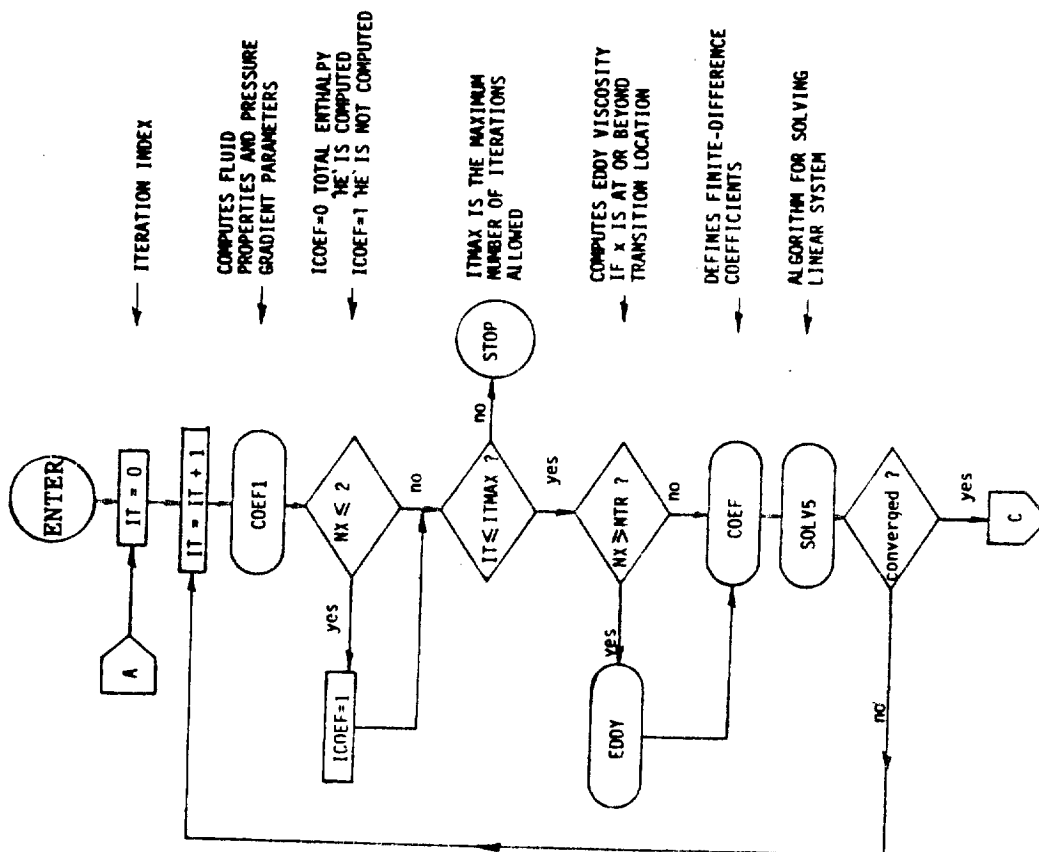 ENTER
A
IT = 0
ITERATION INDEX
IT = IT + 1
COEF1
COMPUTES FLUID
PROPERTIES AND PRESSURE
GRADIENT PARAMETERS
NX ≤ 2
yes
no
ICOEF=1
ICOEF=0 TOTAL ENTHALPY
'HE' IS COMPUTED
ICOEF=1 'HE' IS NOT COMPUTED
IT ≤ ITMAX ?
no
STOP
yes
ITMAX IS THE MAXIMUM
NUMBER OF ITERATIONS
ALLOWED
NX ≥ NTR ?
yes
no
EDDY
COMPUTES EDDY VISCOSITY
IF X IS AT OR BEYOND
TRANSITION LOCATION
COEF
DEFINES FINITE-DIFFERENCE
COEFFICIENTS
SOLV5
ALGORITHM FOR SOLVING
LINEAR SYSTEM
converged ?
no
yes
C